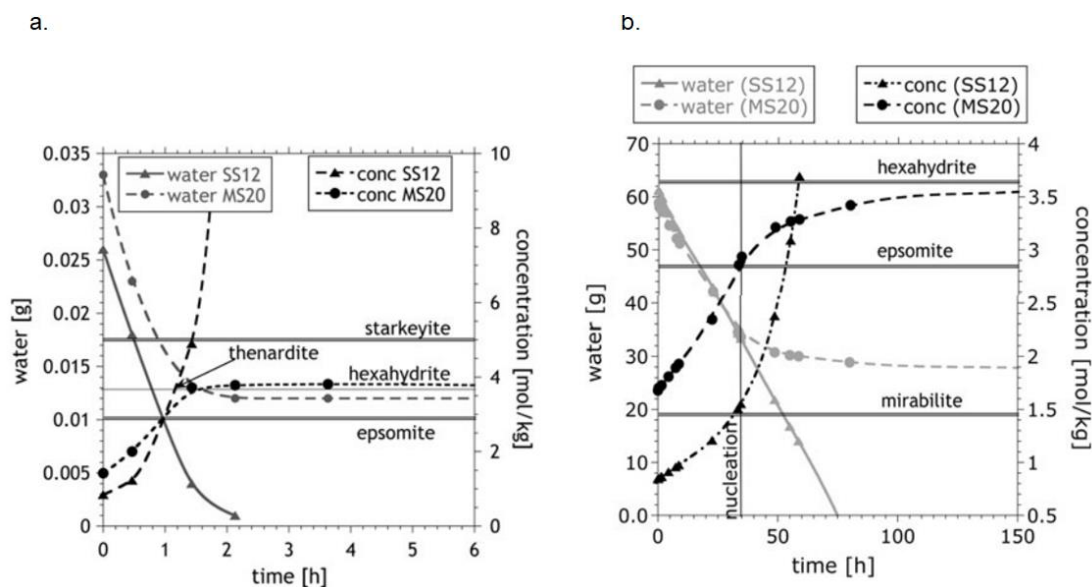 a.
water SS12
water MS20
conc SS12
conc MS20
0.035
0.03
0.025
0.02
0.015
0.01
0.005
0
water [g]
10
8
6
4
2
0
concentration [mol/kg]
starkeyite
thenardite
hexahydrite
epsomite
0 1 2 3 4 5 6
time [h]
b.
water (SS12)
water (MS20)
conc (SS12)
conc (MS20)
70
60
50
40
30
20
10
0.0
water [g]
4
3.5
3
2.5
2
1.5
1
0.5
concentration [mol/kg]
hexahydrite
epsomite
mirabilite
nucleation
0 50 100 150
time [h]